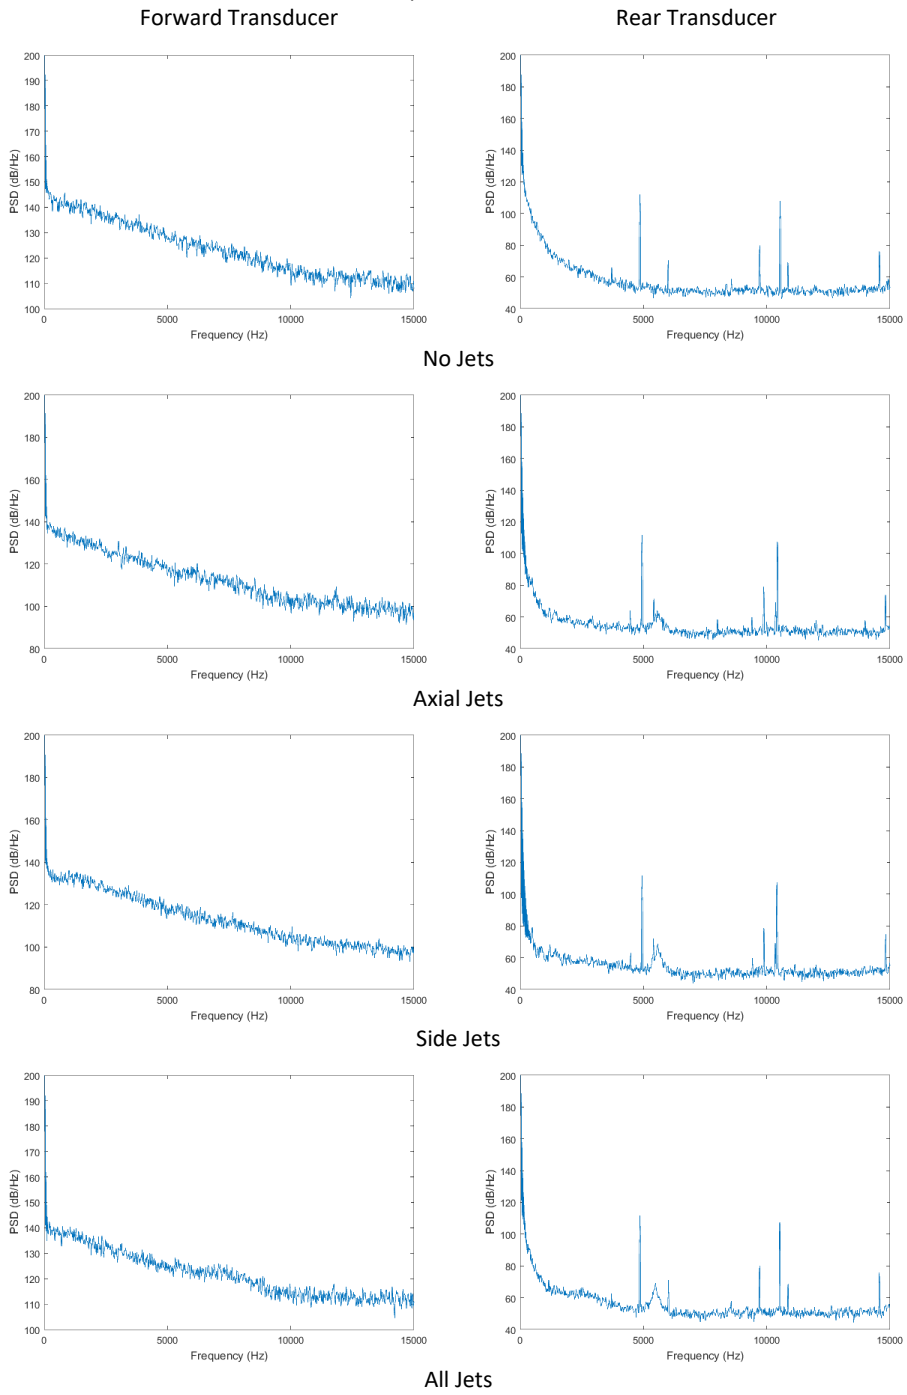 Forward Transducer Rear Transducer
200 200
190
180 180
170
160 160
150 140
140 120
130 100
120 80
110 60
100 40
PSD (dB/Hz) PSD (dB/Hz)
0 5000 10000 15000 0 5000 10000 15000
Frequency (Hz) Frequency (Hz)
No Jets
200 200
180 180
160 160
140 140
120 120
100 100
80 80
60
40
PSD (dB/Hz) PSD (dB/Hz)
0 5000 10000 15000 0 5000 10000 15000
Frequency (Hz) Frequency (Hz)
Axial Jets
200 200
180 180
160 160
140 140
120 120
100 100
80 80
60
40
PSD (dB/Hz) PSD (dB/Hz)
0 5000 10000 15000 0 5000 10000 15000
Frequency (Hz) Frequency (Hz)
Side Jets
200 200
190
180 180
170
160 160
150 140
140 120
130 100
120 80
110 60
100 40
PSD (dB/Hz) PSD (dB/Hz)
0 5000 10000 15000 0 5000 10000 15000
Frequency (Hz) Frequency (Hz)
All Jets